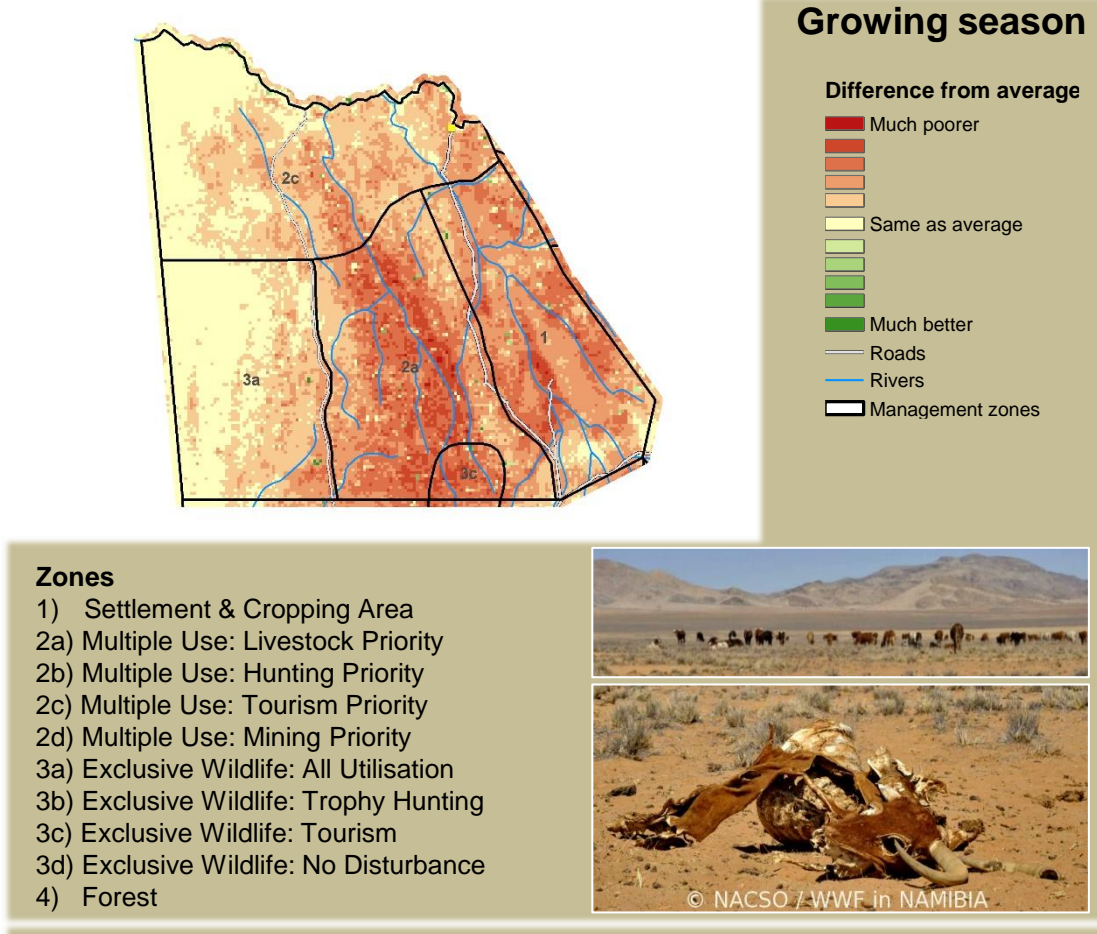 Growing season
Difference from average
Much poorer
Same as average
Much better
Roads
Rivers
Management zones
2c
1
2a
3a
3c
Zones
1) Settlement & Cropping Area
2a) Multiple Use: Livestock Priority
2b) Multiple Use: Hunting Priority
2c) Multiple Use: Tourism Priority
2d) Multiple Use: Mining Priority
3a) Exclusive Wildlife: All Utilisation
3b) Exclusive Wildlife: Trophy Hunting
3c) Exclusive Wildlife: Tourism
3d) Exclusive Wildlife: No Disturbance
4) Forest
© NACSO / WWF in NAMIBIA